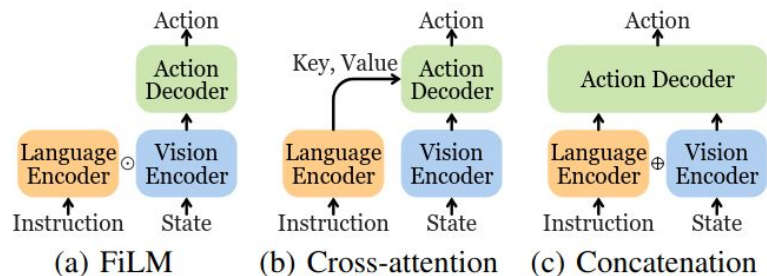 Action
Action
Decoder
Language
Encoder
⊙
Vision
Encoder
Instruction
State
(a) FiLM
Action
Key, Value
Action
Decoder
Language
Encoder
Vision
Encoder
Instruction
State
(b) Cross-attention
Action
Action Decoder
Language
Encoder
⊕
Vision
Encoder
Instruction
State
(c) Concatenation